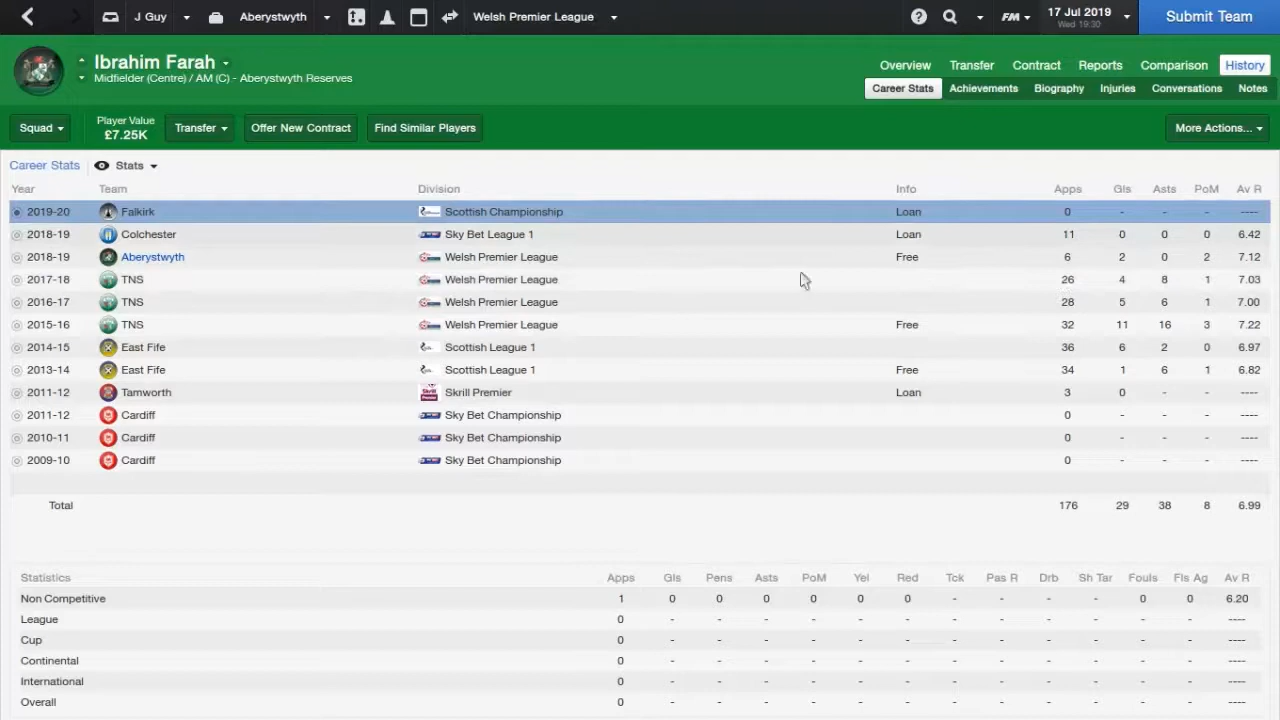 J Guy Aberystwyth Welsh Premier League FM 17 Jul 2019 Wed 19:30 Submit Team
Ibrahim Farah
Midfielder (Centre) / AM (C) - Aberystwyth Reserves
Overview Transfer Contract Reports Comparison History
Career Stats Achievements Biography Injuries Conversations Notes
Squad Player Value £7.25K Transfer Offer New Contract Find Similar Players More Actions...
Career Stats Stats
Year Team Division Info Apps Gls Asts PoM Av R
2019-20 Falkirk Scottish Championship Loan 0 - - - ----
2018-19 Colchester Sky Bet League 1 Loan 11 0 0 0 6.42
2018-19 Aberystwyth Welsh Premier League Free 6 2 0 2 7.12
2017-18 TNS Welsh Premier League 26 4 8 1 7.03
2016-17 TNS Welsh Premier League 28 5 6 1 7.00
2015-16 TNS Welsh Premier League Free 32 11 16 3 7.22
2014-15 East Fife Scottish League 1 36 6 2 0 6.97
2013-14 East Fife Scottish League 1 Free 34 1 6 1 6.82
2011-12 Tamworth Skrill Premier Loan 3 0 - - ----
2011-12 Cardiff Sky Bet Championship 0 - - - ----
2010-11 Cardiff Sky Bet Championship 0 - - - ----
2009-10 Cardiff Sky Bet Championship 0 - - - ----
Total 176 29 38 8 6.99
Statistics Apps Gls Pens Asts PoM Yel Red Tck Pas R Drb Sh Tar Fouls Fls Ag Av R
Non Competitive 1 0 0 0 0 0 0 - - - - 0 0 6.20
League 0 - - - - - - - - - - - - ----
Cup 0 - - - - - - - - - - - - ----
Continental 0 - - - - - - - - - - - - ----
International 0 - - - - - - - - - - - - ----
Overall 0 - - - - - - - - - - - - ----